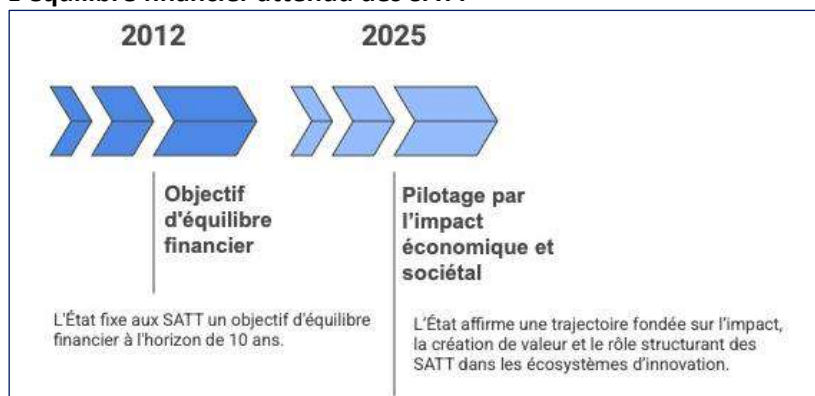 2012
2025
Objectif
d'équilibre
financier
Pilotage par
l'impact
économique et
sociétal
L'État fixe aux SATT un objectif d'équilibre
financier à l'horizon de 10 ans.
L'État affirme une trajectoire fondée sur l'impact,
la création de valeur et le rôle structurant des
SATT dans les écosystèmes d'innovation.